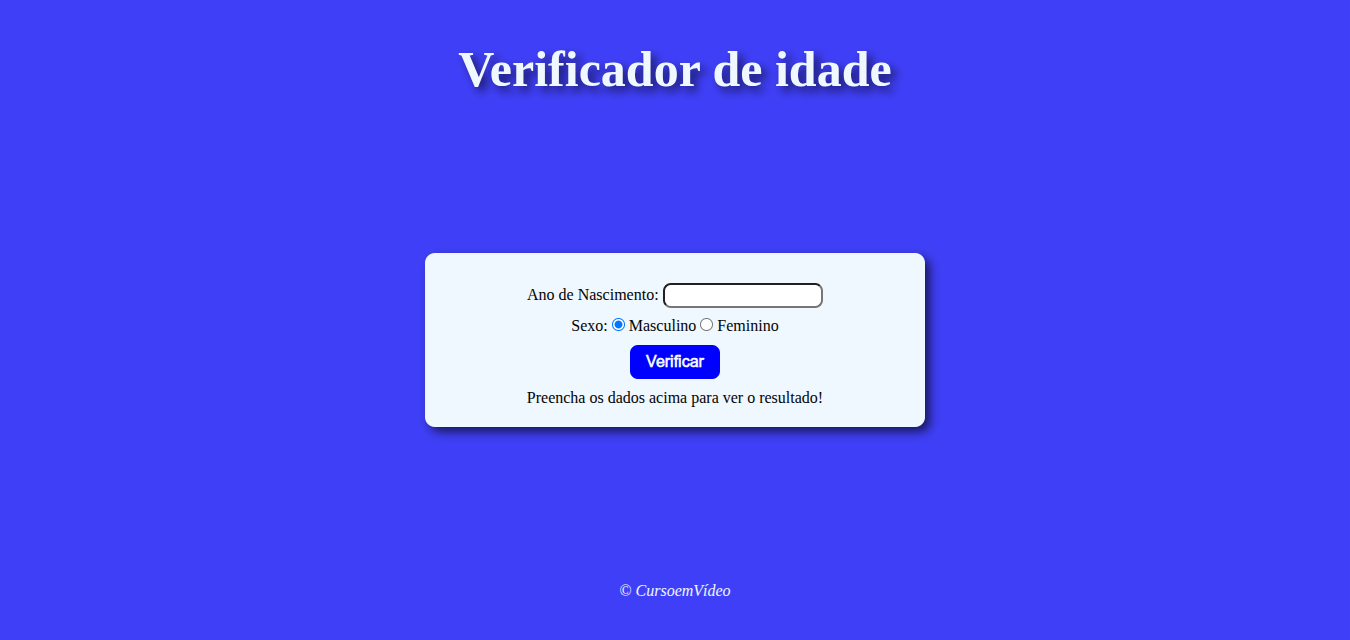 Verificador de idade
Ano de Nascimento:
Sexo: Masculino Feminino
Verificar
Preencha os dados acima para ver o resultado!
© CursoemVídeo